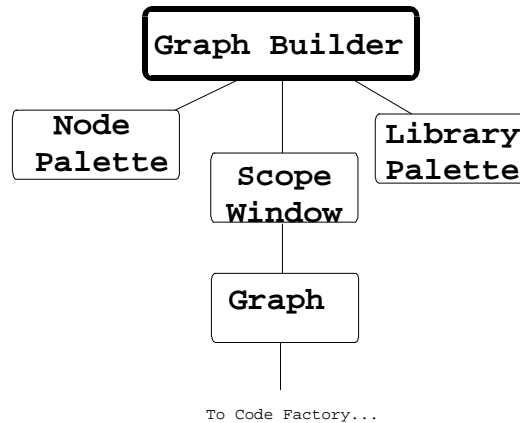 Graph Builder
Node
Palette
Library
Palette
Scope
Window
Graph
To Code Factory...